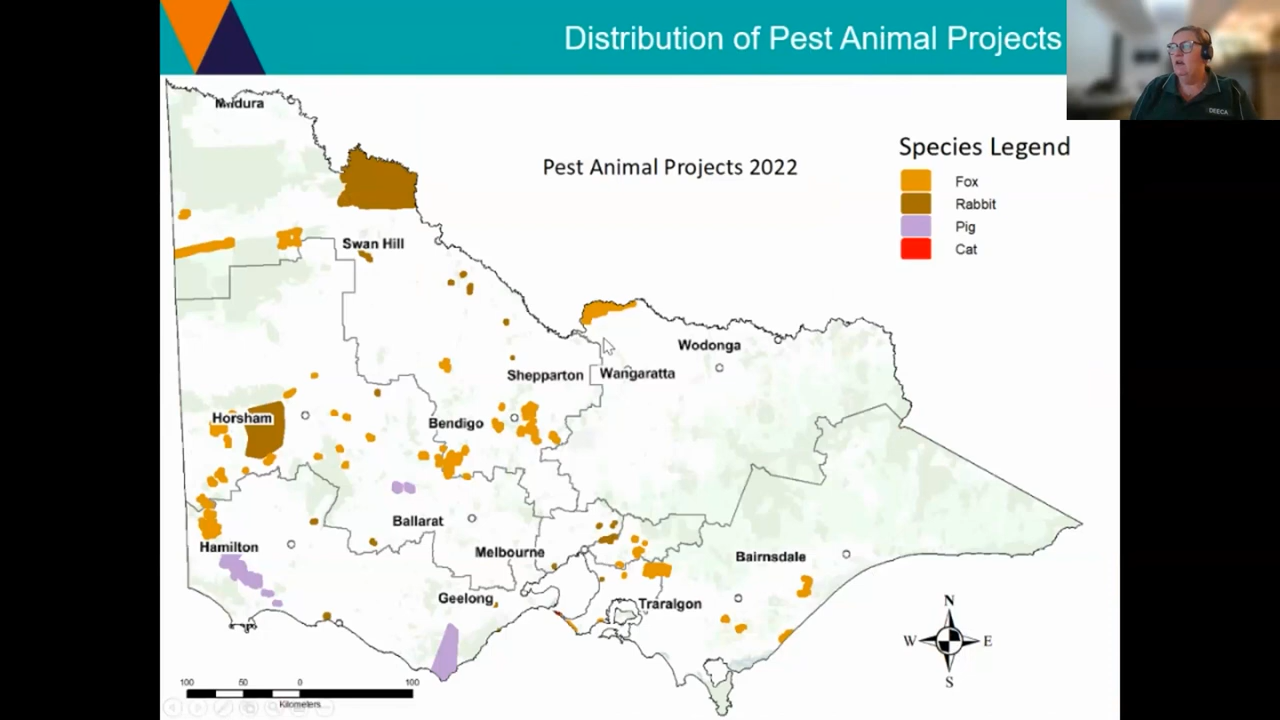 Distribution of Pest Animal Projects
DEECA
Mildura
Pest Animal Projects 2022
Species Legend
Fox
Rabbit
Pig
Cat
Swan Hill
Wodonga
Shepparton
Wangaratta
Horsham
Bendigo
Ballarat
Hamilton
Melbourne
Bairnsdale
Geelong
Traralgon
N
W
E
S
100 50 0 100
Kilometers